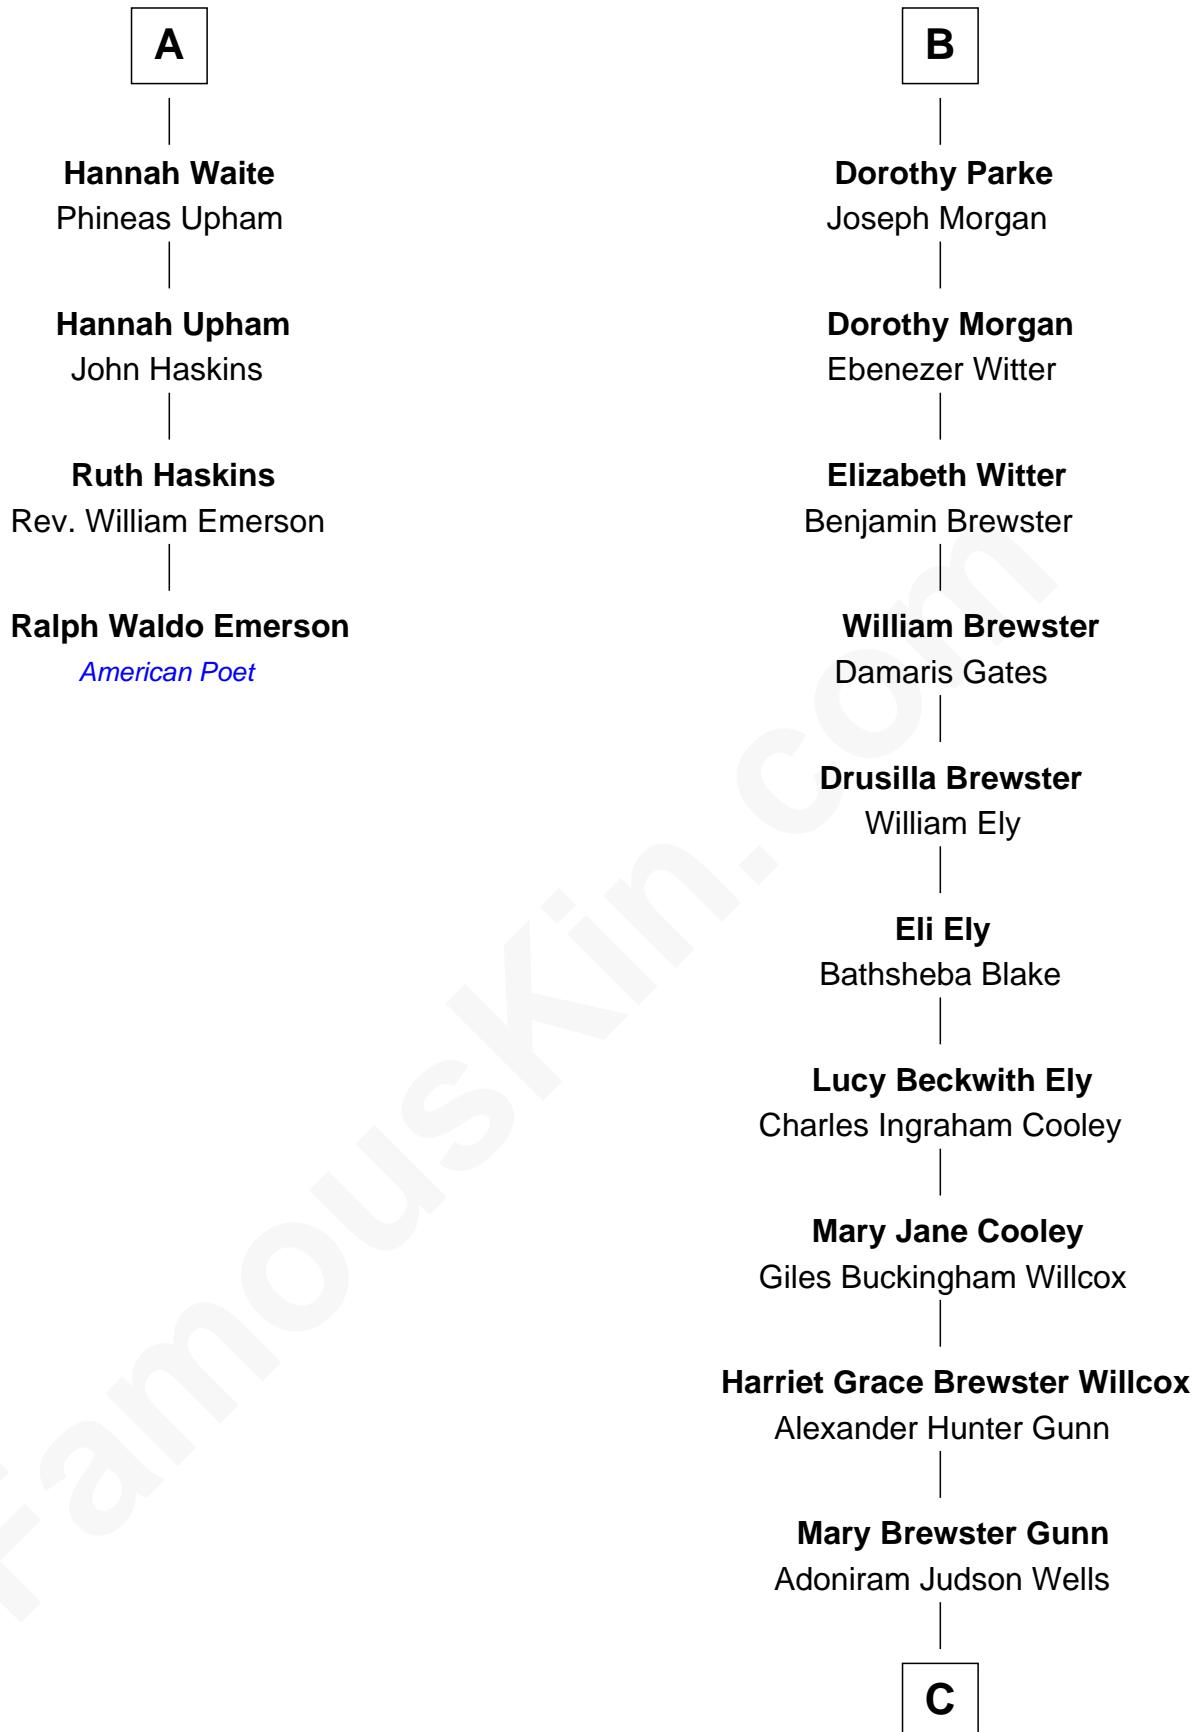 A
Hannah Waite
Phineas Upham
Hannah Upham
John Haskins
Ruth Haskins
Rev. William Emerson
Ralph Waldo Emerson
American Poet
B
Dorothy Parke
Joseph Morgan
Dorothy Morgan
Ebenezer Witter
Elizabeth Witter
Benjamin Brewster
William Brewster
Damaris Gates
Drusilla Brewster
William Ely
Eli Ely
Bathsheba Blake
Lucy Beckwith Ely
Charles Ingraham Cooley
Mary Jane Cooley
Giles Buckingham Willcox
Harriet Grace Brewster Willcox
Alexander Hunter Gunn
Mary Brewster Gunn
Adoniram Judson Wells
C
FamousKin.com